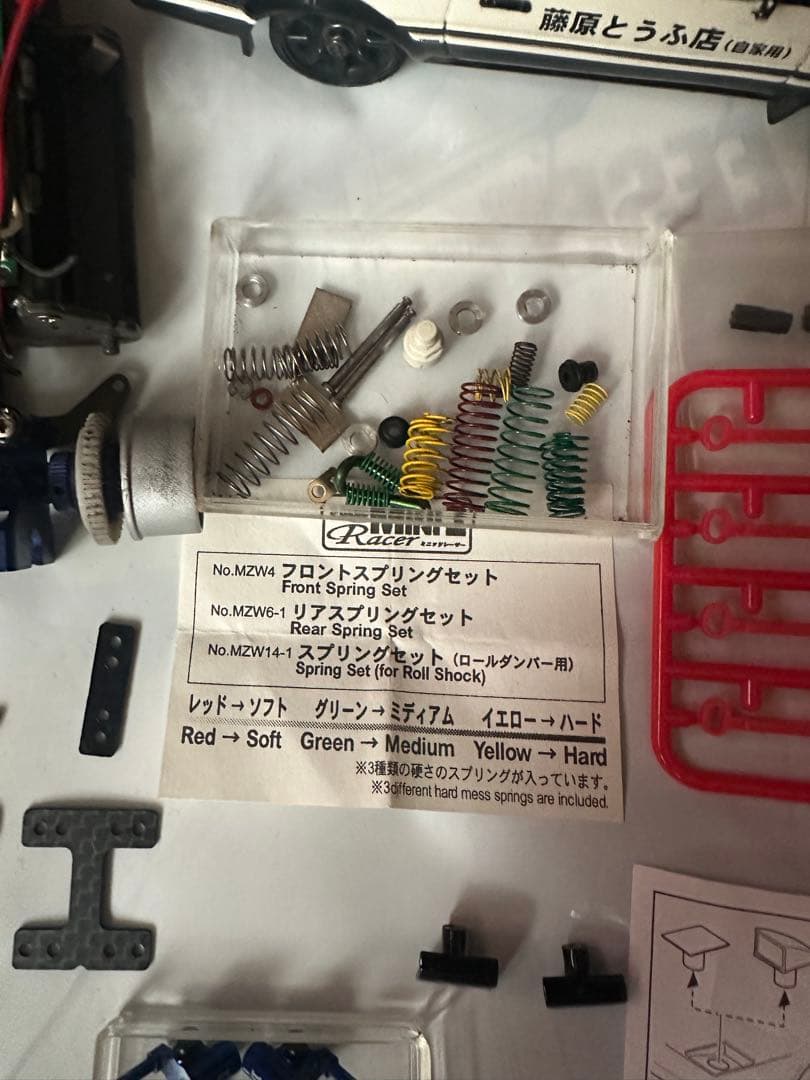 藤原とうふ店(自家用)
MINI-Z
Racer ミニッツレーサー
No.MZW4 フロントスプリングセット
Front Spring Set
No.MZW6-1 リアスプリングセット
Rear Spring Set
No.MZW14-1 スプリングセット（ロールダンパー用）
Spring Set (for Roll Shock)
レッド→ソフト グリーン→ミディアム イエロー→ハード
Red → Soft Green → Medium Yellow → Hard
※3種類の硬さのスプリングが入っています。
※3different hard mess springs are included.